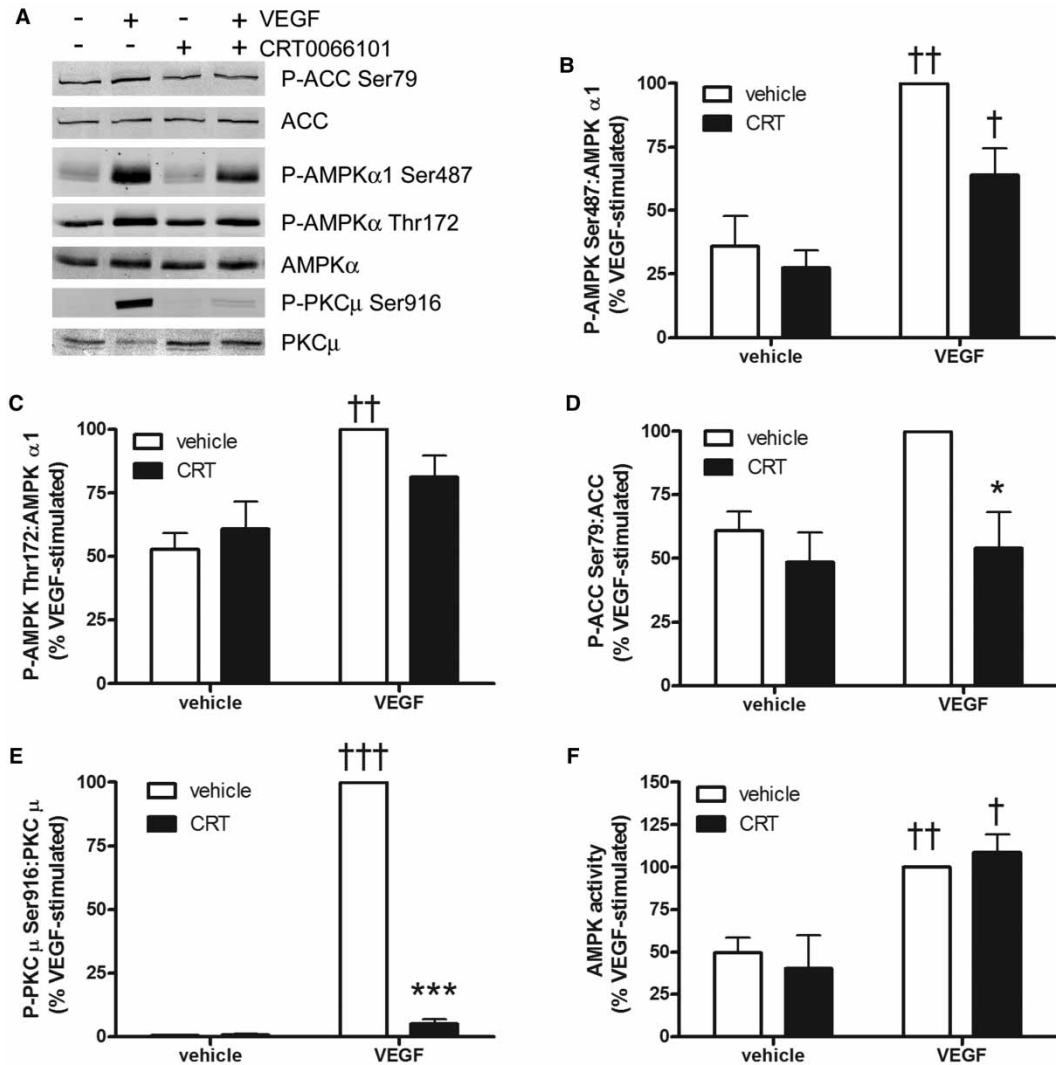 A
- + - + VEGF
- - + + CRT0066101
P-ACC Ser79
ACC
P-AMPKα1 Ser487
P-AMPKα Thr172
AMPKα
P-PKCμ Ser916
PKCμ
B
P-AMPK Ser487:AMPK α1
(% VEGF-stimulated)
100
75
50
25
0
vehicle
CRT
††
†
vehicle
VEGF
C
P-AMPK Thr172:AMPK α1
(% VEGF-stimulated)
100
75
50
25
0
vehicle
CRT
††
vehicle
VEGF
D
P-ACC Ser79:ACC
(% VEGF-stimulated)
100
75
50
25
0
vehicle
CRT
*
vehicle
VEGF
E
P-PKC μ Ser916:PKC μ
(% VEGF-stimulated)
100
75
50
25
0
vehicle
CRT
†††
***
vehicle
VEGF
F
AMPK activity
(% VEGF-stimulated)
150
125
100
75
50
25
0
vehicle
CRT
††
†
vehicle
VEGF